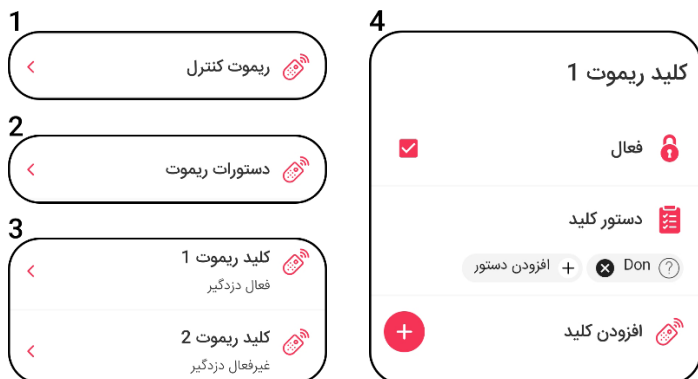 1
ریموت کنترل
2
دستورات ریموت
3
کلید ریموت 1
فعال دزدگیر
کلید ریموت 2
غیرفعال دزدگیر
4
کلید ریموت 1
فعال
دستور کلید
? Don + افزودن دستور
افزودن کلید